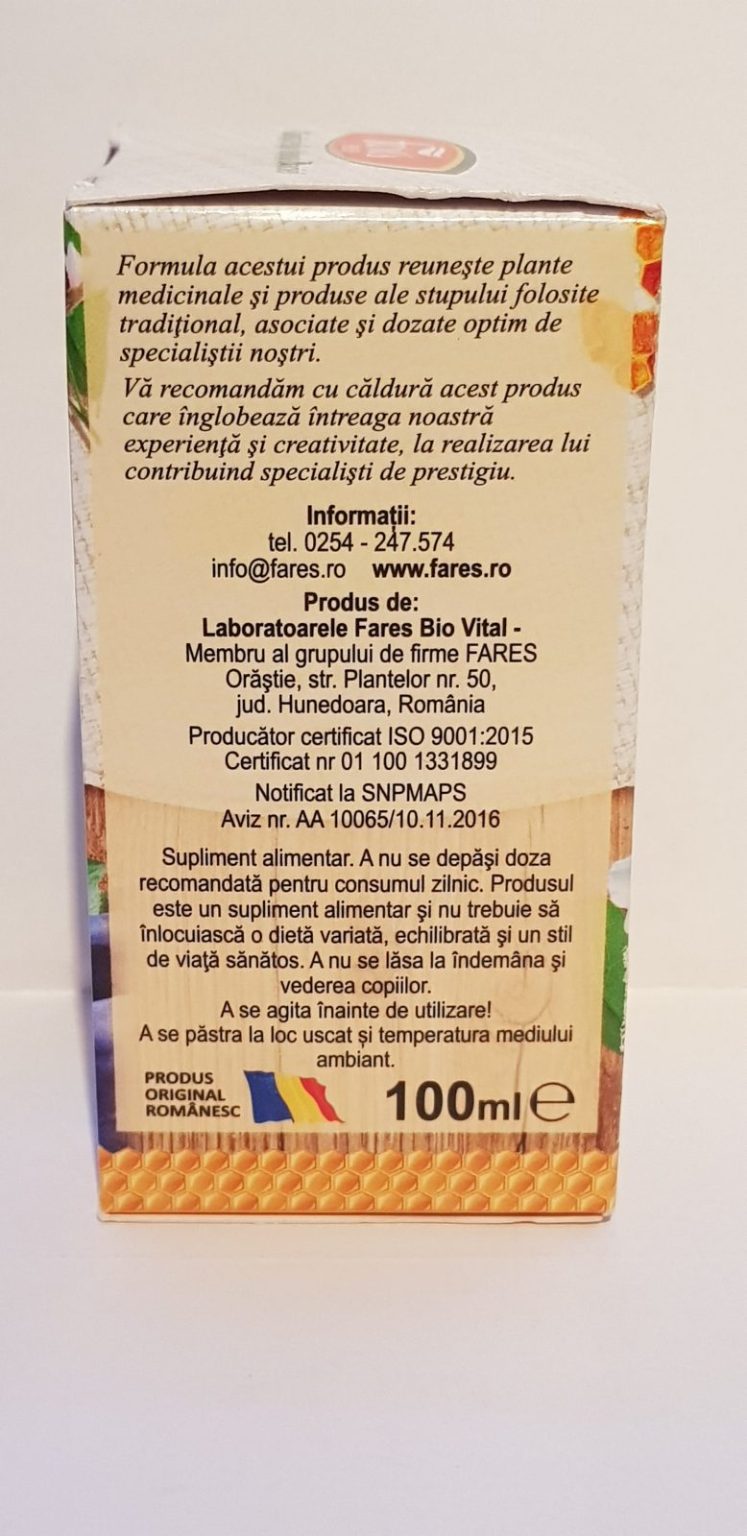 Formula acestui produs reuneşte plante
medicinale şi produse ale stupului folosite
tradiţional, asociate şi dozate optim de
specialiştii noştri.
Vă recomandăm cu căldură acest produs
care înglobează întreaga noastră
experienţă şi creativitate, la realizarea lui
contribuind specialişti de prestigiu.
Informații:
tel. 0254 - 247.574
info@fares.ro www.fares.ro
Produs de:
Laboratoarele Fares Bio Vital -
Membru al grupului de firme FARES
Orăştie, str. Plantelor nr. 50,
jud. Hunedoara, România
Producător certificat ISO 9001:2015
Certificat nr 01 100 1331899
Notificat la SNPMAPS
Aviz nr. AA 10065/10.11.2016
Supliment alimentar. A nu se depăşi doza
recomandată pentru consumul zilnic. Produsul
este un supliment alimentar şi nu trebuie să
înlocuiască o dietă variată, echilibrată şi un stil
de viaţă sănătos. A nu se lăsa la îndemâna şi
vederea copiilor.
A se agita înainte de utilizare!
A se păstra la loc uscat și temperatura mediului
ambiant.
PRODUS
ORIGINAL
ROMÂNESC
100ml e